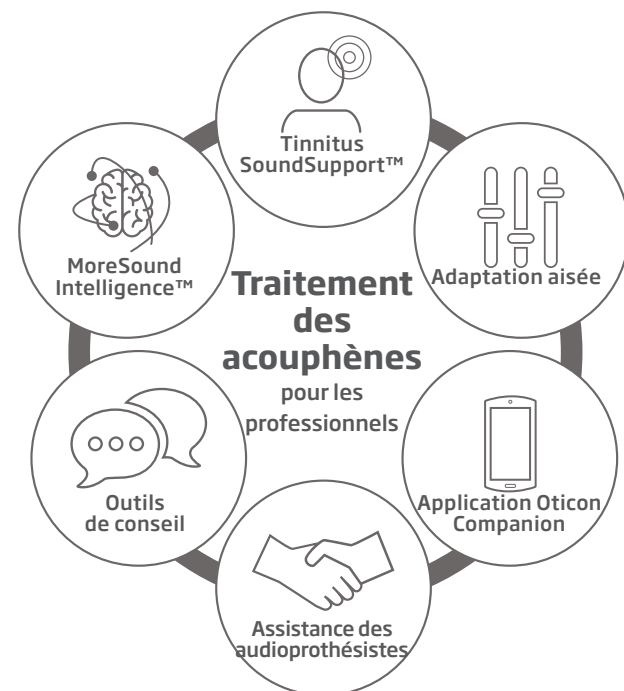 Tinnitus
SoundSupport™
Adaptation aisée
Application Oticon
Companion
Assistance des
audioprothésistes
Outils
de conseil
MoreSound
Intelligence™
Traitement
des
acouphènes
pour les
professionnels